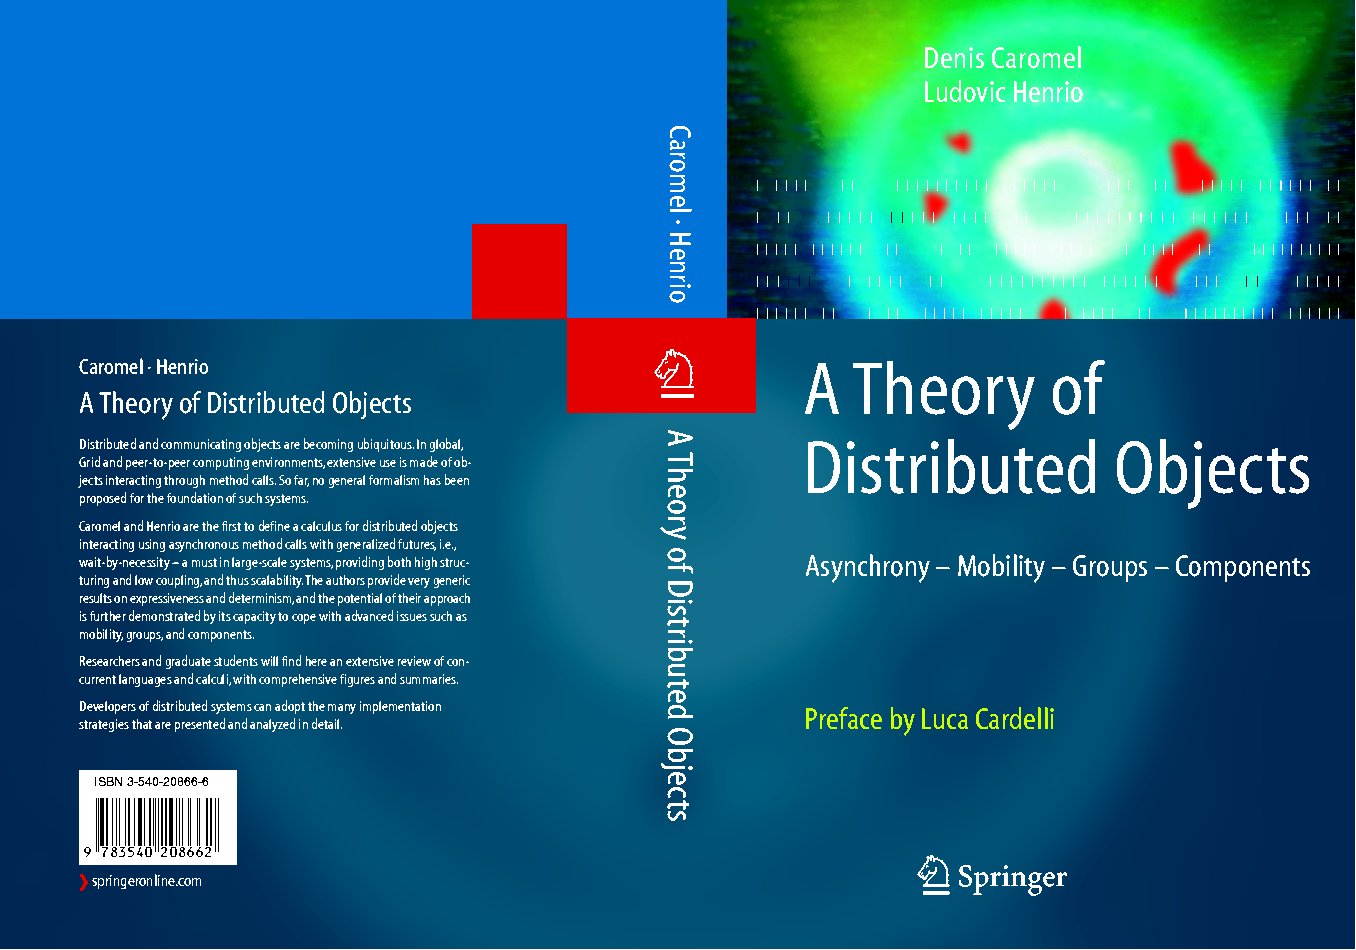 Denis Caromel
Ludovic Henrio
Caromel · Henrio
A Theory of Distributed Objects
A Theory of
Distributed Objects
Asynchrony – Mobility – Groups – Components
Preface by Luca Cardelli
Springer
Caromel · Henrio
A Theory of Distributed Objects
Distributed and communicating objects are becoming ubiquitous. In global,
Grid and peer-to-peer computing environments, extensive use is made of ob-
jects interacting through method calls. So far, no general formalism has been
proposed for the foundation of such systems.
Caromel and Henrio are the first to define a calculus for distributed objects
interacting using asynchronous method calls with generalized futures, i.e.,
wait-by-necessity – a must in large-scale systems, providing both high struc-
turing and low coupling, and thus scalability. The authors provide very generic
results on expressiveness and determinism, and the potential of their approach
is further demonstrated by its capacity to cope with advanced issues such as
mobility, groups, and components.
Researchers and graduate students will find here an extensive review of con-
current languages and calculi, with comprehensive figures and summaries.
Developers of distributed systems can adopt the many implementation
strategies that are presented and analyzed in detail.
ISBN 3-540-20866-6
9 783540 208662
springeronline.com